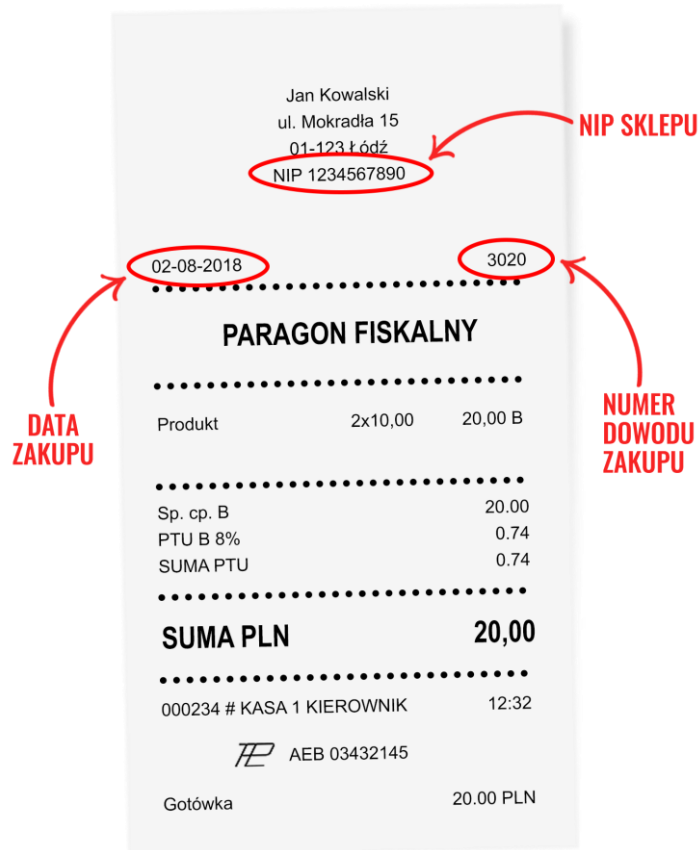 Jan Kowalski
ul. Mokradła 15
01-123 Łódź
NIP 1234567890
NIP SKLEPU
02-08-2018 3020
PARAGON FISKALNY
DATA
ZAKUPU
NUMER
DOWODU
ZAKUPU
Produkt 2x10,00 20,00 B
Sp. cp. B 20.00
PTU B 8% 0.74
SUMA PTU 0.74
SUMA PLN 20,00
000234 # KASA 1 KIEROWNIK 12:32
AEB 03432145
Gotówka 20.00 PLN